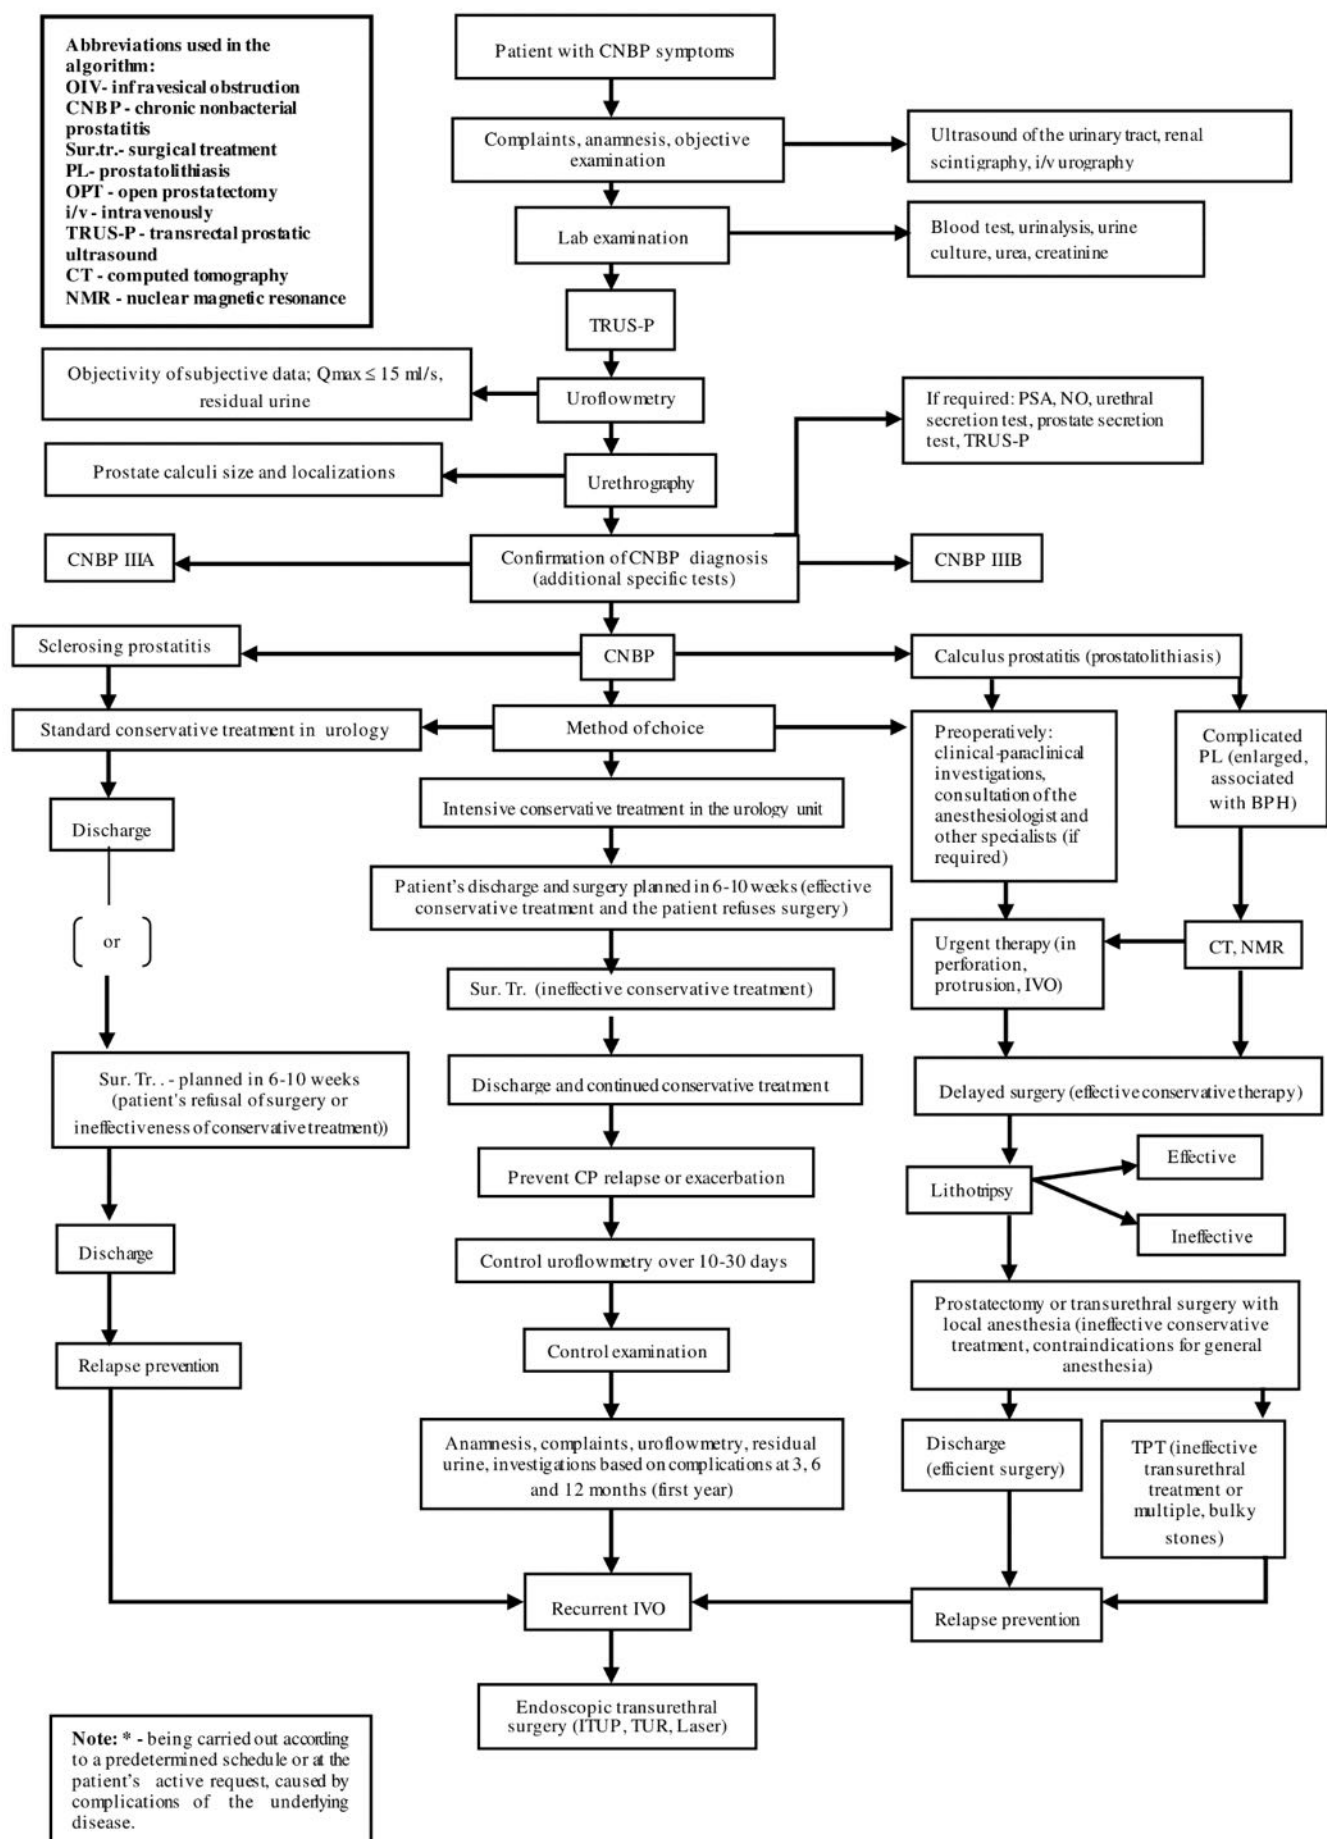 Abbreviations used in the
algorithm:
OIV- infravesical obstruction
CNBP - chronic nonbacterial
prostatitis
Sur.tr.- surgical treatment
PL- prostatolithiasis
OPT - open prostatectomy
i/v - intravenously
TRUS-P - transrectal prostatic
ultrasound
CT - computed tomography
NMR - nuclear magnetic resonance
Patient with CNBP symptoms
Complaints, anamnesis, objective
examination
Ultrasound of the urinary tract, renal
scintigraphy, i/v urography
Lab examination
Blood test, urinalysis, urine
culture, urea, creatinine
TRUS-P
Objectivity of subjective data; Qmax ≤ 15 ml/s,
residual urine
Uroflowmetry
If required: PSA, NO, urethral
secretion test, prostate secretion
test, TRUS-P
Prostate calculi size and localizations
Urethrography
CNBP IIIA
Confirmation of CNBP diagnosis
(additional specific tests)
CNBP IIIB
Sclerosing prostatitis
CNBP
Calculus prostatitis (prostatolithiasis)
Standard conservative treatment in urology
Method of choice
Preoperatively:
clinical-paraclinical
investigations,
consultation of the
anesthesiologist and
other specialists (if
required)
Complicated
PL (enlarged,
associated
with BPH)
Discharge
Intensive conservative treatment in the urology unit
Patient's discharge and surgery planned in 6-10 weeks (effective
conservative treatment and the patient refuses surgery)
or
Urgent therapy (in
perforation,
protrusion, IVO)
CT, NMR
Sur. Tr. (ineffective conservative treatment)
Sur. Tr. . - planned in 6-10 weeks
(patient's refusal of surgery or
ineffectiveness of conservative treatment))
Discharge and continued conservative treatment
Delayed surgery (effective conservative therapy)
Prevent CP relapse or exacerbation
Lithotripsy
Effective
Ineffective
Discharge
Control uroflowmetry over 10-30 days
Prostatectomy or transurethral surgery with
local anesthesia (ineffective conservative
treatment, contraindications for general
anesthesia)
Relapse prevention
Control examination
Anamnesis, complaints, uroflowmetry, residual
urine, investigations based on complications at 3, 6
and 12 months (first year)
Discharge
(efficient surgery)
TPT (ineffective
transurethral
treatment or
multiple, bulky
stones)
Recurrent IVO
Relapse prevention
Endoscopic transurethral
surgery (ITUP, TUR, Laser)
Note: * - being carried out according
to a predetermined schedule or at the
patient's active request, caused by
complications of the underlying
disease.